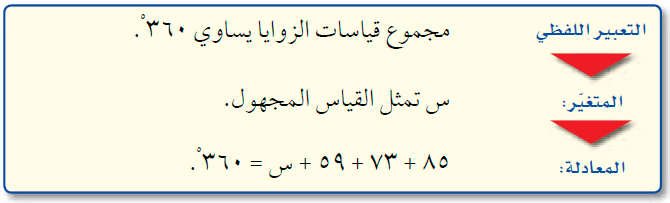 التعبير اللفظي
مجموع قياسات الزوايا يساوي ٣٦٠°.
المتغيّر:
س تمثل القياس المجهول.
المعادلة:
٨٥ + ٧٣ + ٥٩ + س = ٣٦٠°.